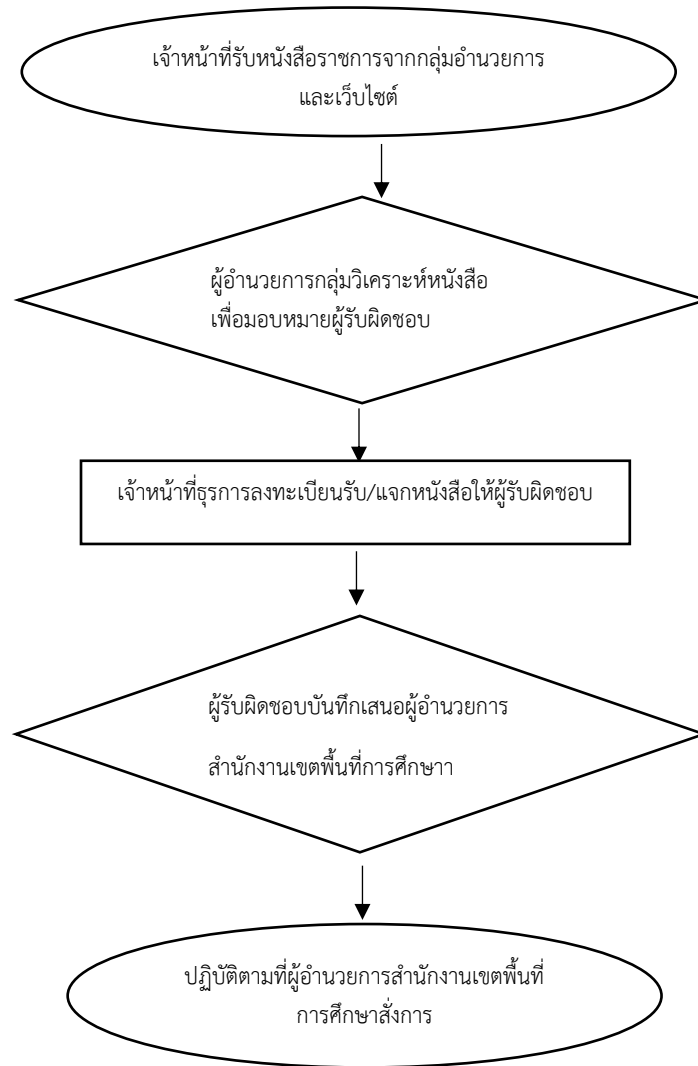 เจ้าหน้าที่รับหนังสือราชการจากกลุ่มอำนวยการ
และเว็บไซต์
ผู้อำนวยการกลุ่มวิเคราะห์หนังสือ
เพื่อมอบหมายผู้รับผิดชอบ
เจ้าหน้าที่ธุรการลงทะเบียนรับ/แจกหนังสือให้ผู้รับผิดชอบ
ผู้รับผิดชอบบันทึกเสนอผู้อำนวยการ
สำนักงานเขตพื้นที่การศึกษาา
ปฏิบัติตามที่ผู้อำนวยการสำนักงานเขตพื้นที่
การศึกษาสั่งการ